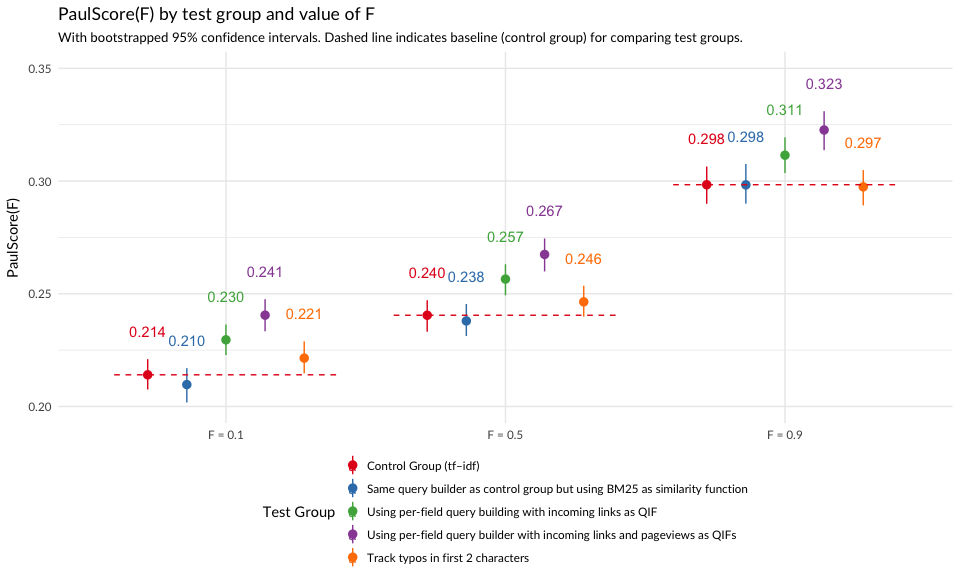 PaulScore(F) by test group and value of F
With bootstrapped 95% confidence intervals. Dashed line indicates baseline (control group) for comparing test groups.
PaulScore(F)
0.35
0.30
0.25
0.20
0.214
0.210
0.230
0.241
0.221
0.240
0.238
0.257
0.267
0.246
0.298
0.298
0.311
0.323
0.297
F = 0.1
F = 0.5
F = 0.9
Test Group
Control Group (tf–idf)
Same query builder as control group but using BM25 as similarity function
Using per-field query building with incoming links as QIF
Using per-field query builder with incoming links and pageviews as QIFs
Track typos in first 2 characters